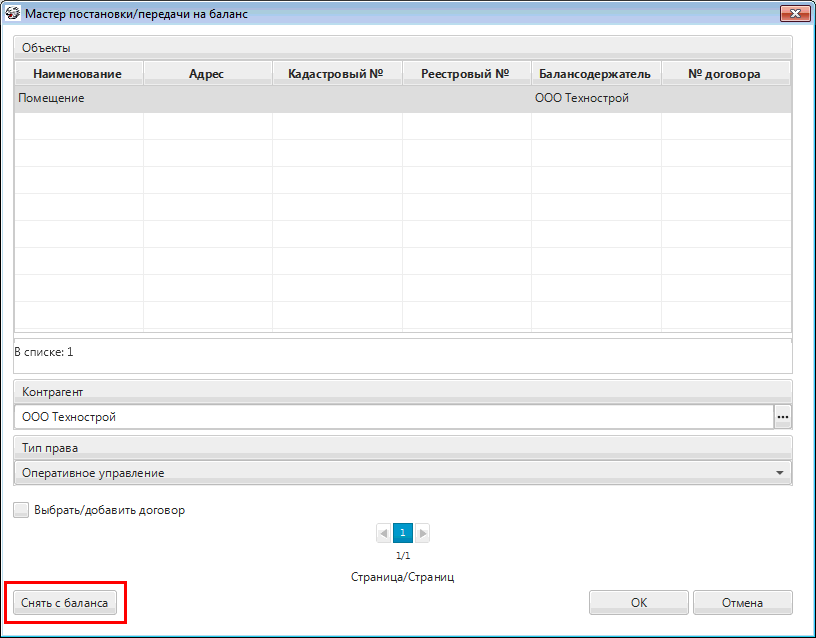 Мастер постановки/передачи на баланс
Объекты
Наименование Адрес Кадастровый № Реестровый № Балансодержатель № договора
Помещение ООО Технострой
В списке: 1
Контрагент
ООО Технострой ...
Тип права
Оперативное управление
Выбрать/добавить договор
1
1/1
Страница/Страниц
Снять с баланса ОК Отмена